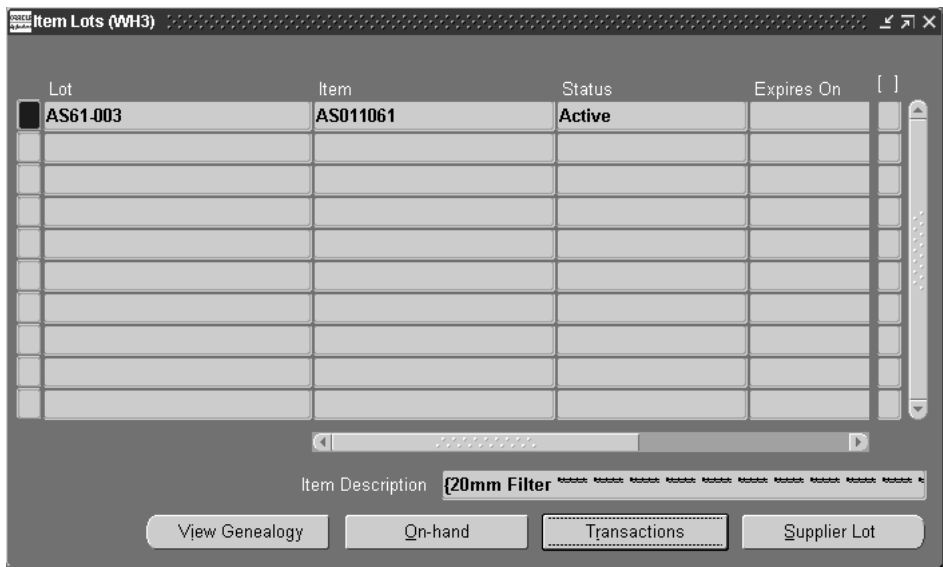 ORACLE
Item Lots (WH3)
Lot Item Status Expires On [ ]
AS61-003 AS011061 Active
Item Description {20mm Filter
View Genealogy On-hand Transactions Supplier Lot